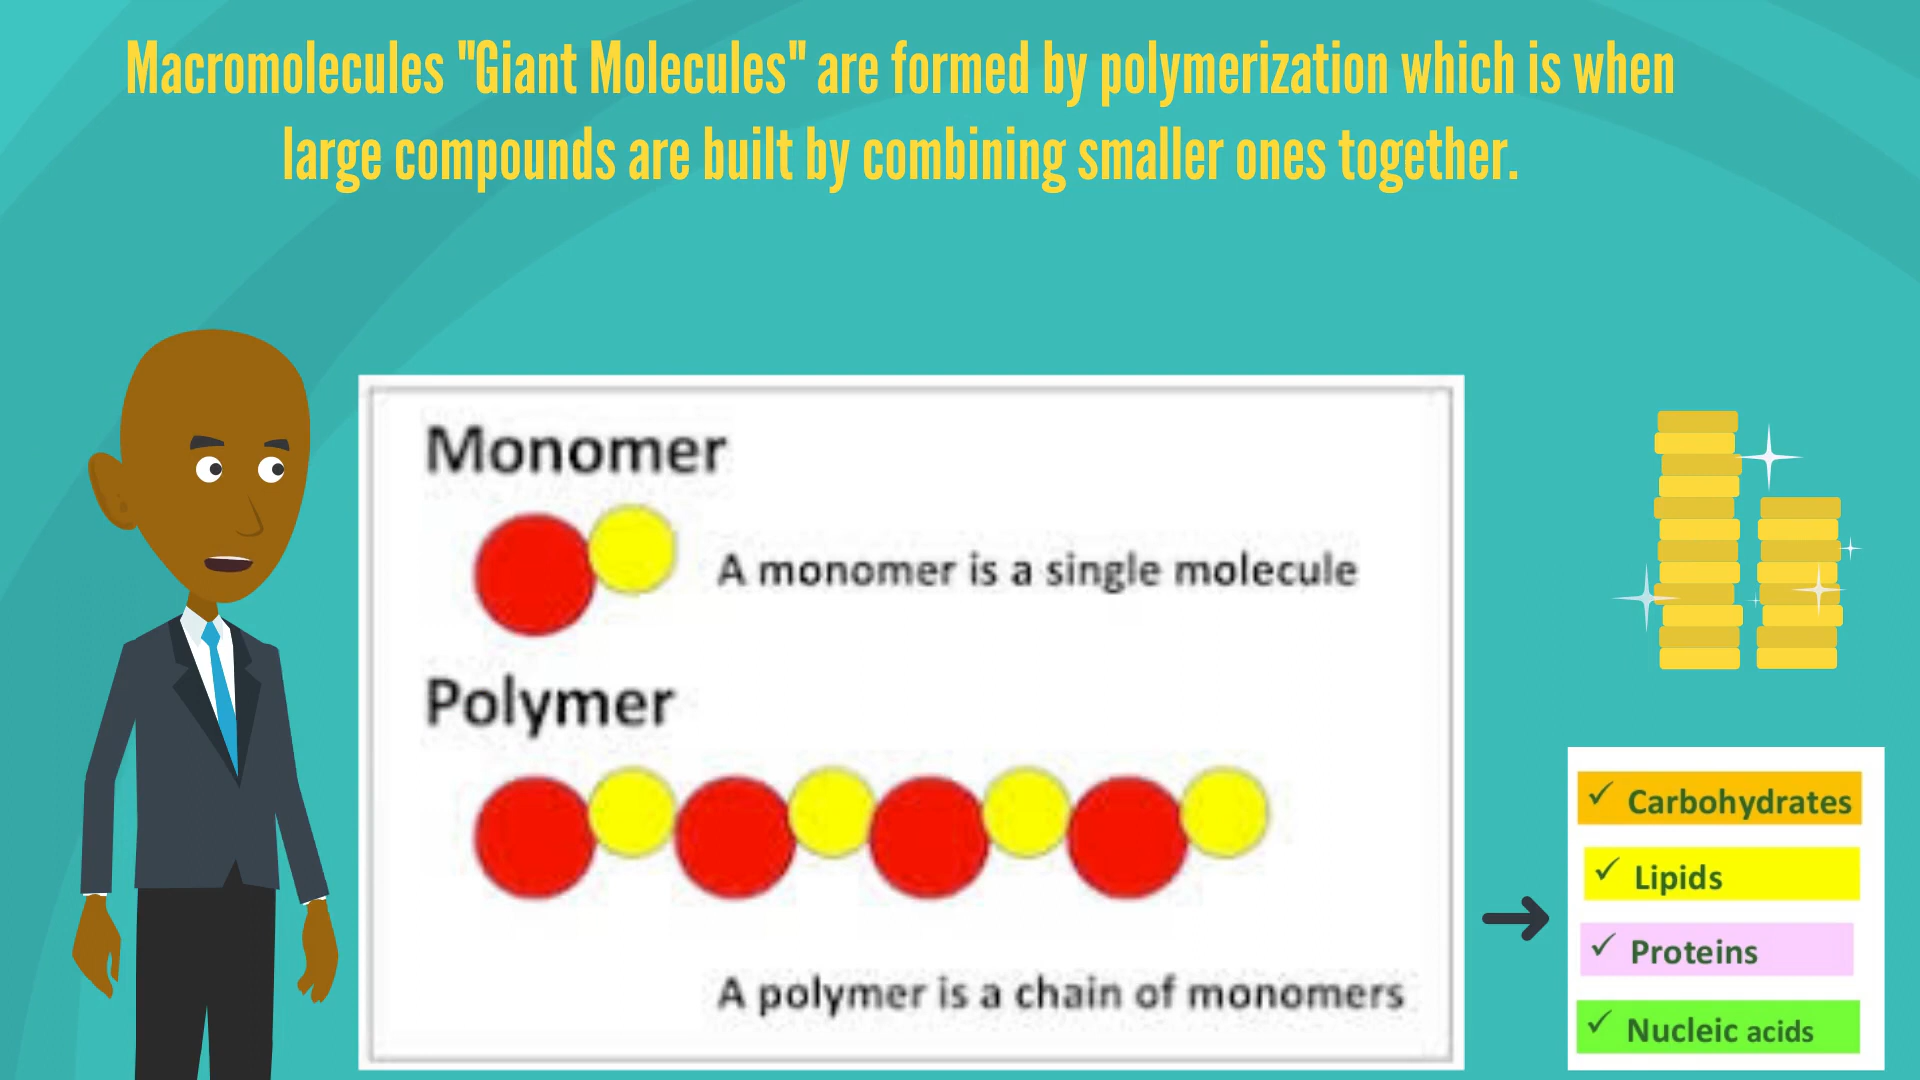 Macromolecules "Giant Molecules" are formed by polymerization which is when
large compounds are built by combining smaller ones together.
Monomer
A monomer is a single molecule
Polymer
A polymer is a chain of monomers
✓ Carbohydrates
✓ Lipids
✓ Proteins
✓ Nucleic acids